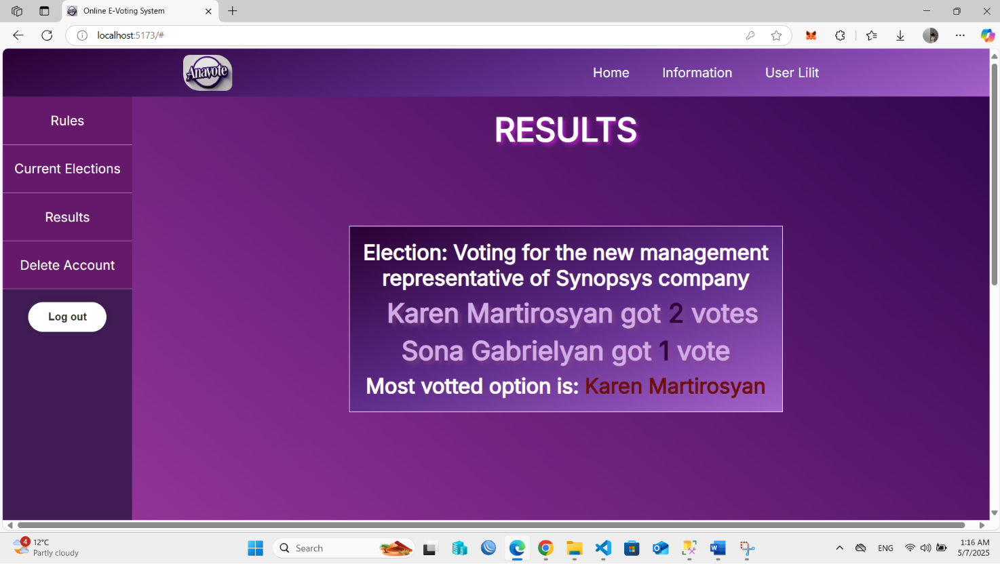 Online E-Voting System
localhost:5173/#
Anavote
Home
Information
User Lilit
Rules
Current Elections
Results
Delete Account
Log out
RESULTS
Election: Voting for the new management
representative of Synopsys company
Karen Martirosyan got 2 votes
Sona Gabrielyan got 1 vote
Most votted option is: Karen Martirosyan
4
12°C
Partly cloudy
Search
ENG
1:16 AM
5/7/2025